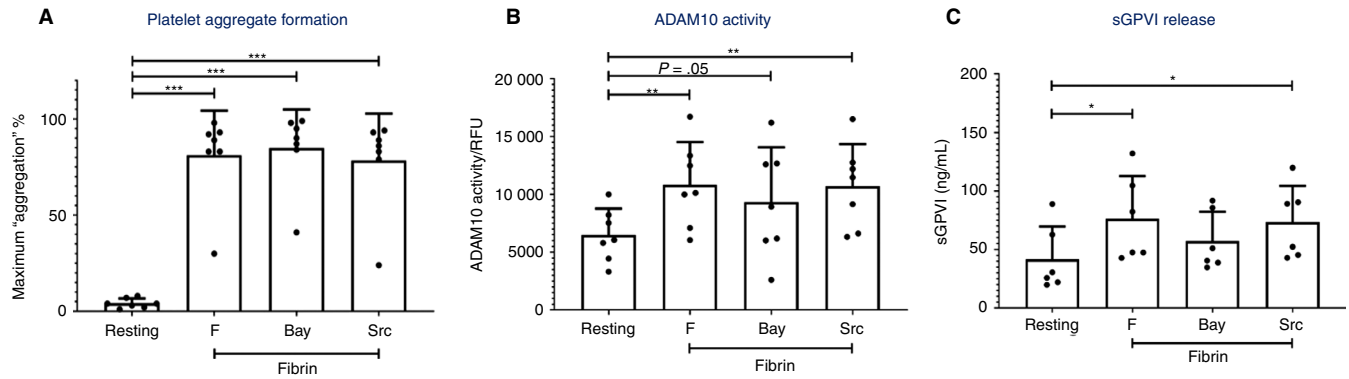 A
Platelet aggregate formation
***
***
***
Maximum “aggregation” %
100
50
0
Resting
F
Bay
Src
Fibrin
B
ADAM10 activity
**
P = .05
**
ADAM10 activity/RFU
20 000
15 000
10 000
5000
0
Resting
F
Bay
Src
Fibrin
C
sGPVI release
*
*
sGPVI (ng/mL)
200
150
100
50
0
Resting
F
Bay
Src
Fibrin